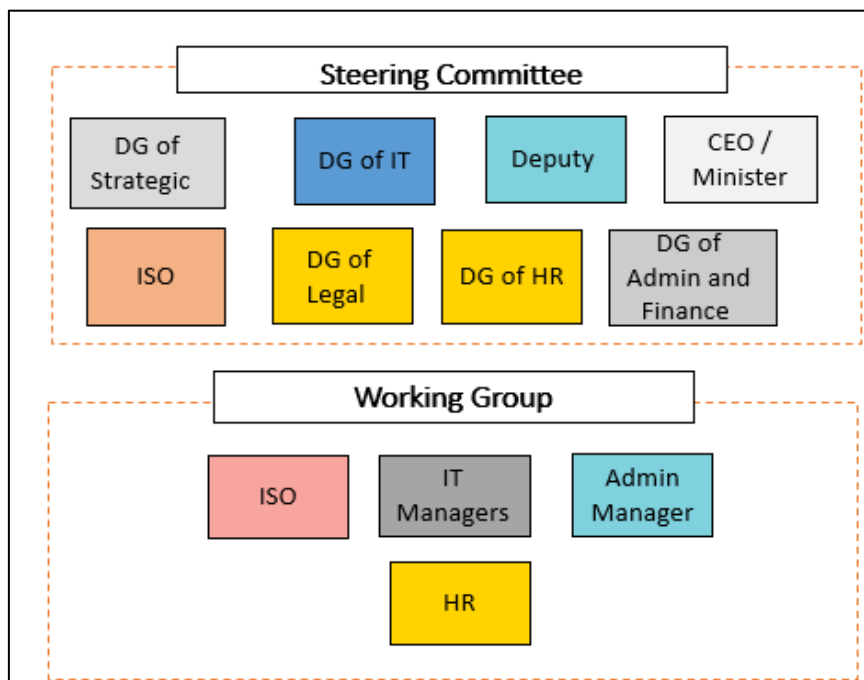 Steering Committee
DG of
Strategic
DG of IT
Deputy
CEO /
Minister
ISO
DG of
Legal
DG of HR
DG of
Admin and
Finance
Working Group
ISO
IT
Managers
Admin
Manager
HR